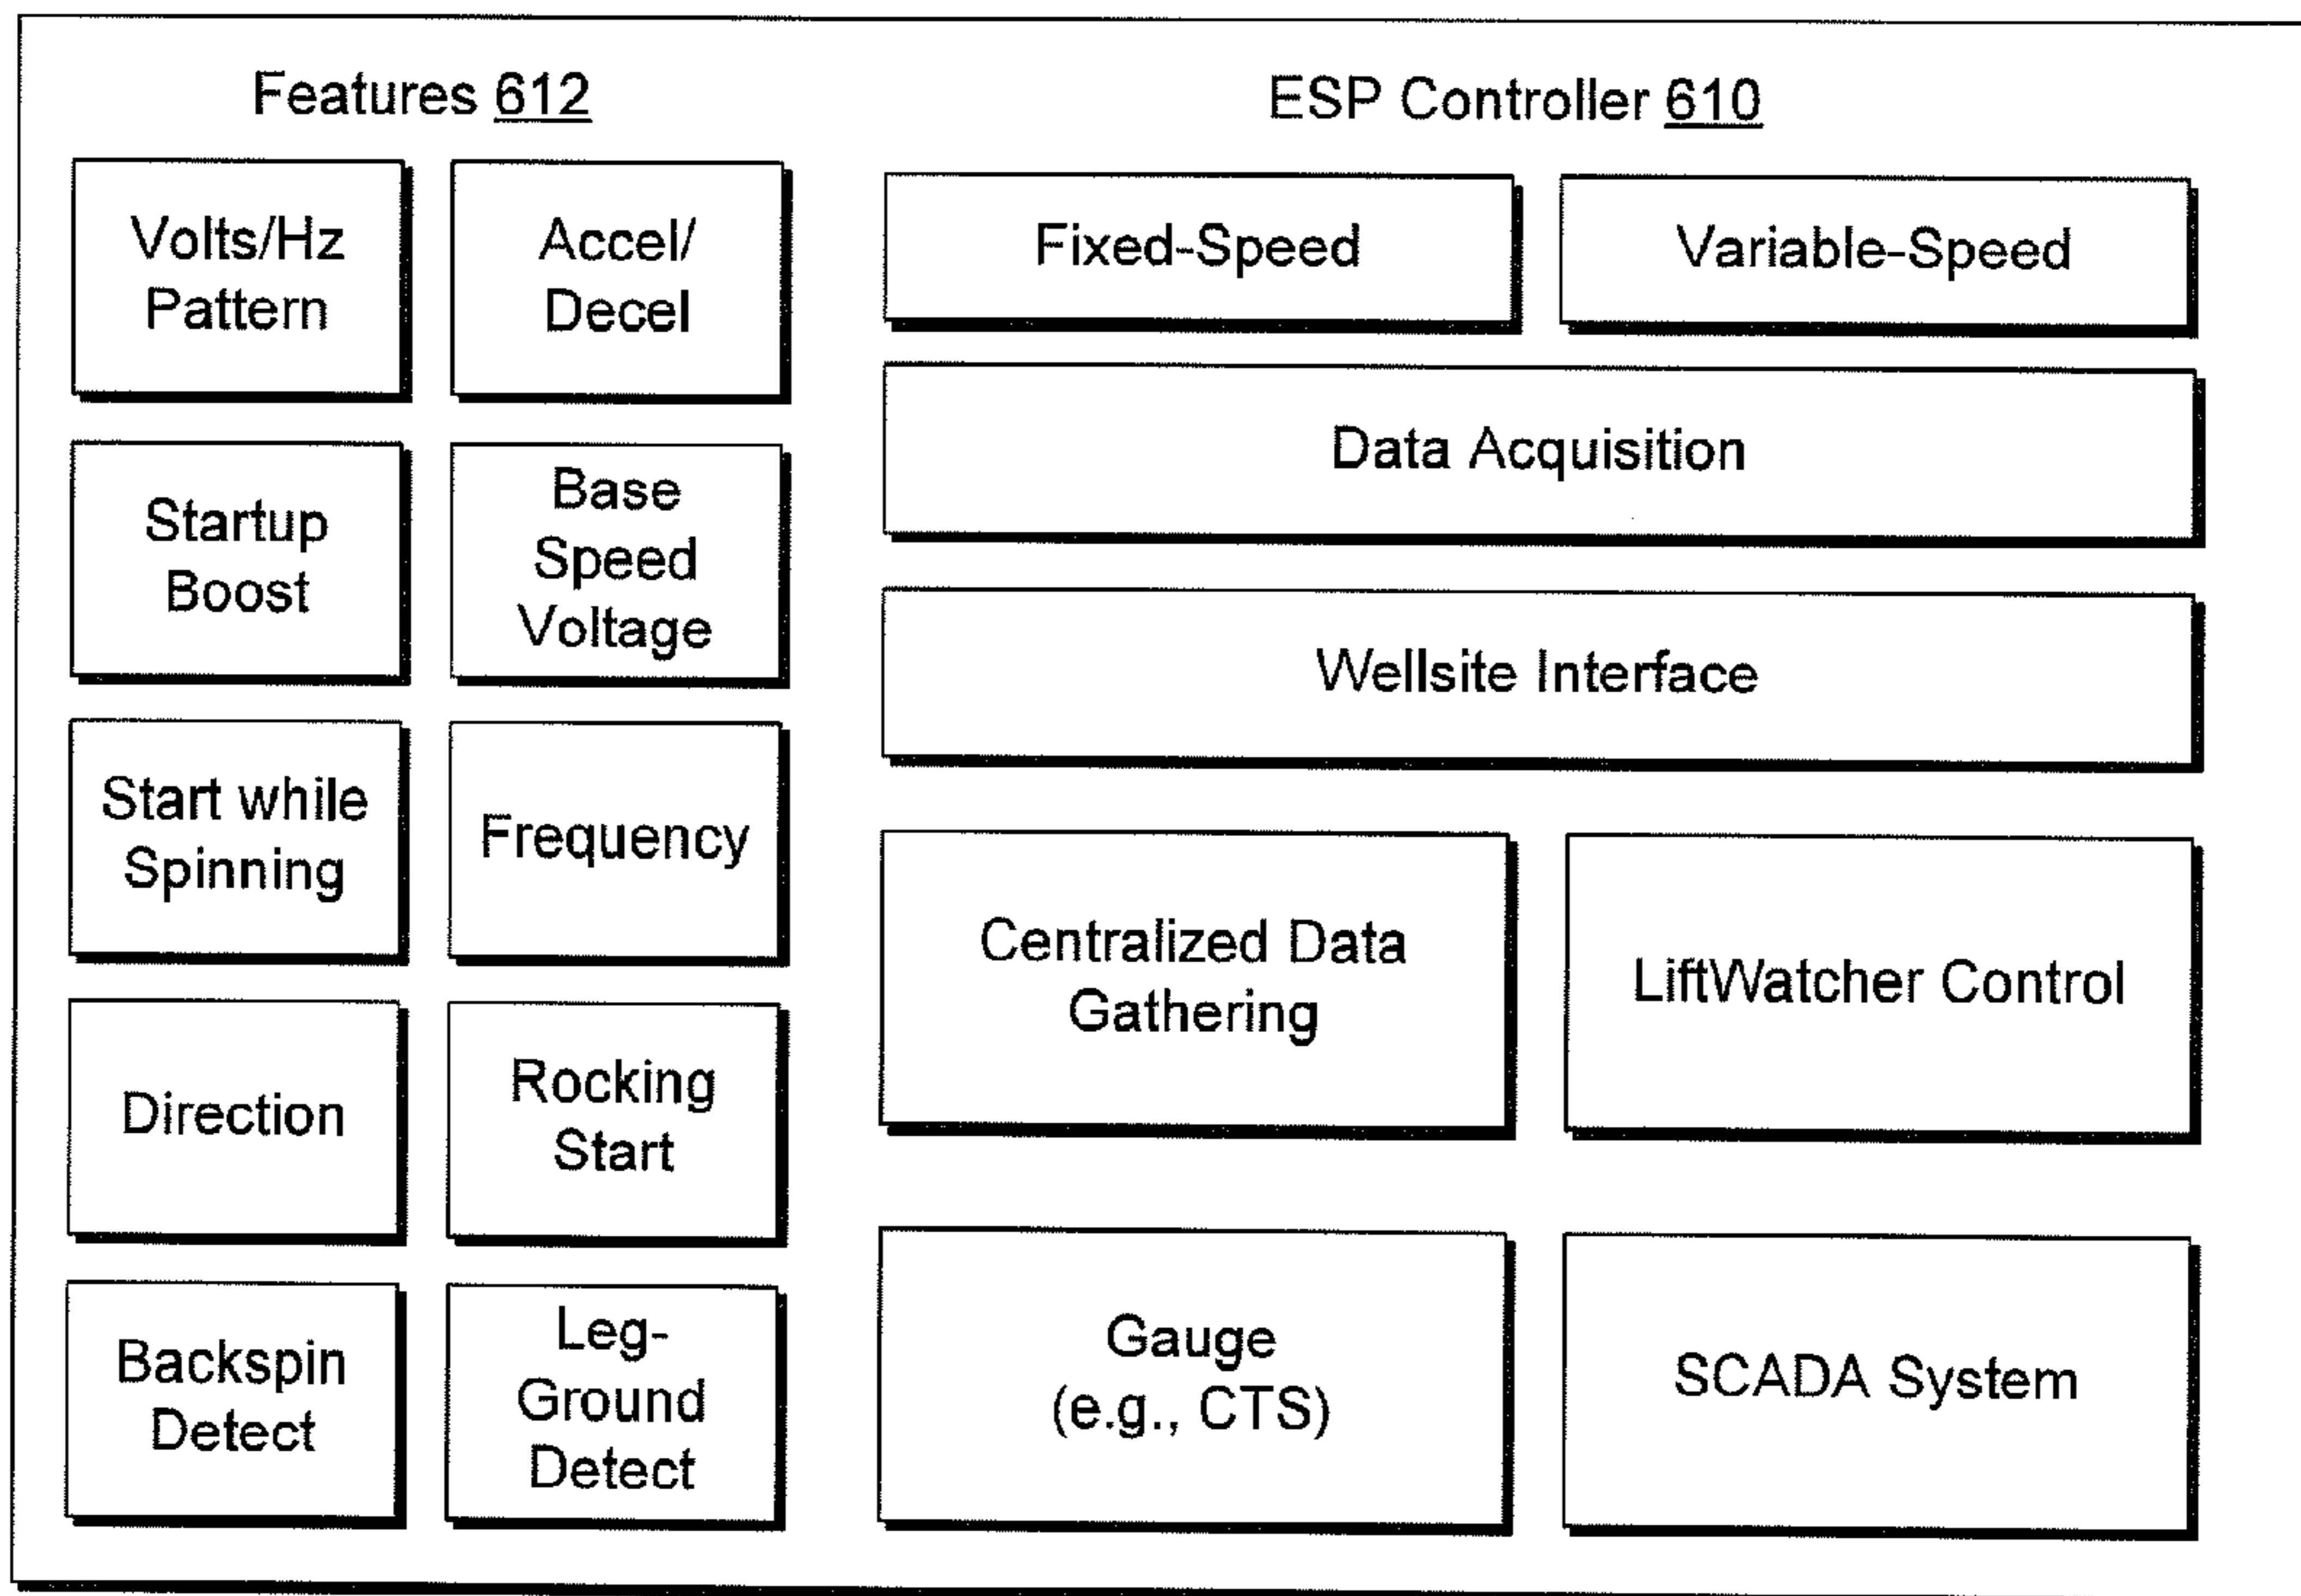 Features 612
Volts/Hz
Pattern
Accel/
Decel
Startup
Boost
Base
Speed
Voltage
Start while
Spinning
Frequency
Direction
Rocking
Start
Backspin
Detect
Leg-
Ground
Detect
ESP Controller 610
Fixed-Speed
Variable-Speed
Data Acquisition
Wellsite Interface
Centralized Data
Gathering
LiftWatcher Control
Gauge
(e.g., CTS)
SCADA System